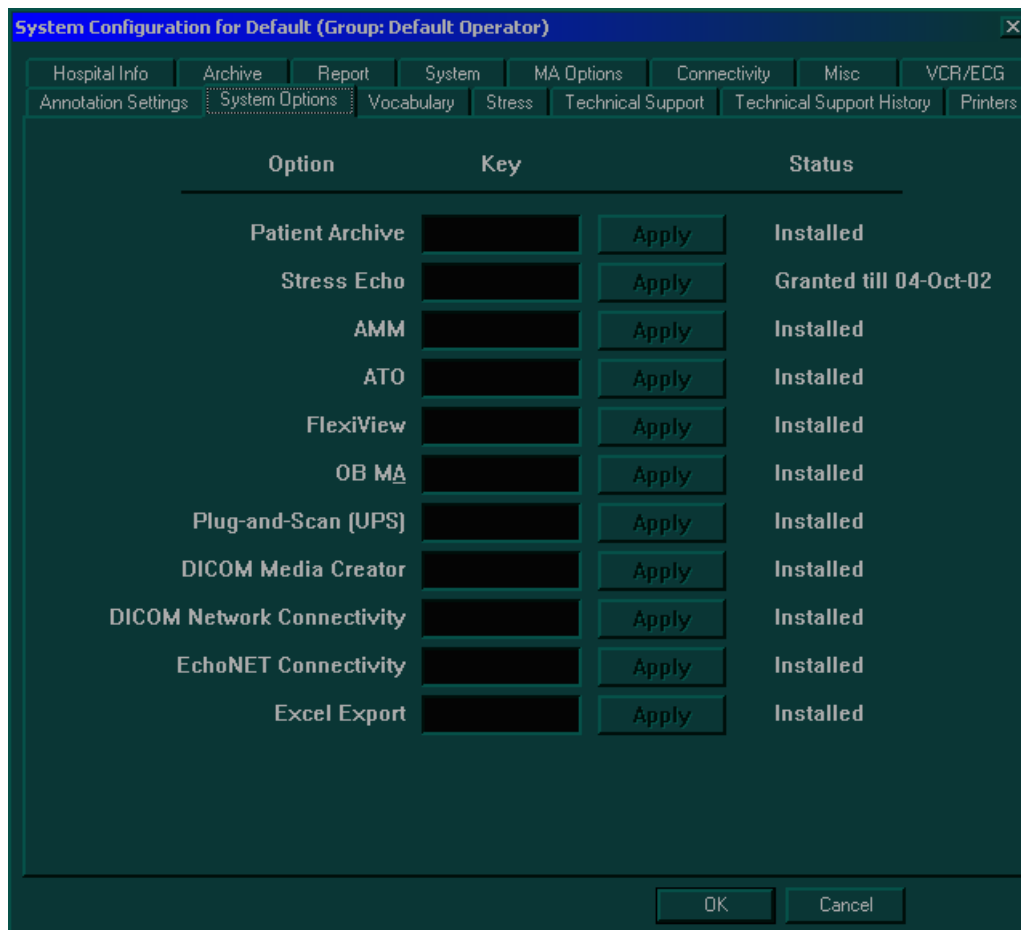 System Configuration for Default (Group: Default Operator)
Hospital Info Archive Report System MA Options Connectivity Misc VCR/ECG
Annotation Settings System Options Vocabulary Stress Technical Support Technical Support History Printers
Option Key Status
Patient Archive Apply Installed
Stress Echo Apply Granted till 04-Oct-02
AMM Apply Installed
ATO Apply Installed
FlexiView Apply Installed
OB MA Apply Installed
Plug-and-Scan (UPS) Apply Installed
DICOM Media Creator Apply Installed
DICOM Network Connectivity Apply Installed
EchoNET Connectivity Apply Installed
Excel Export Apply Installed
OK Cancel